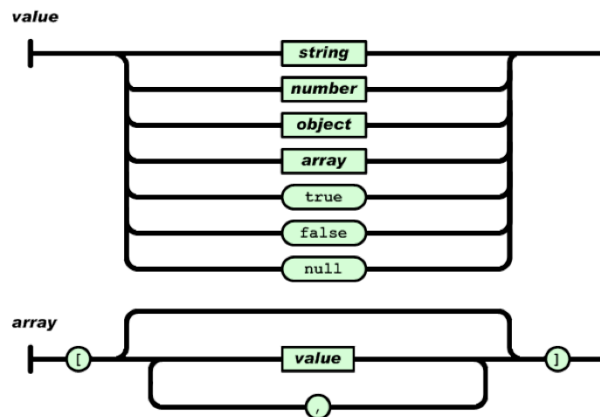 value
string
number
object
array
true
false
null
array
[ value ]
,